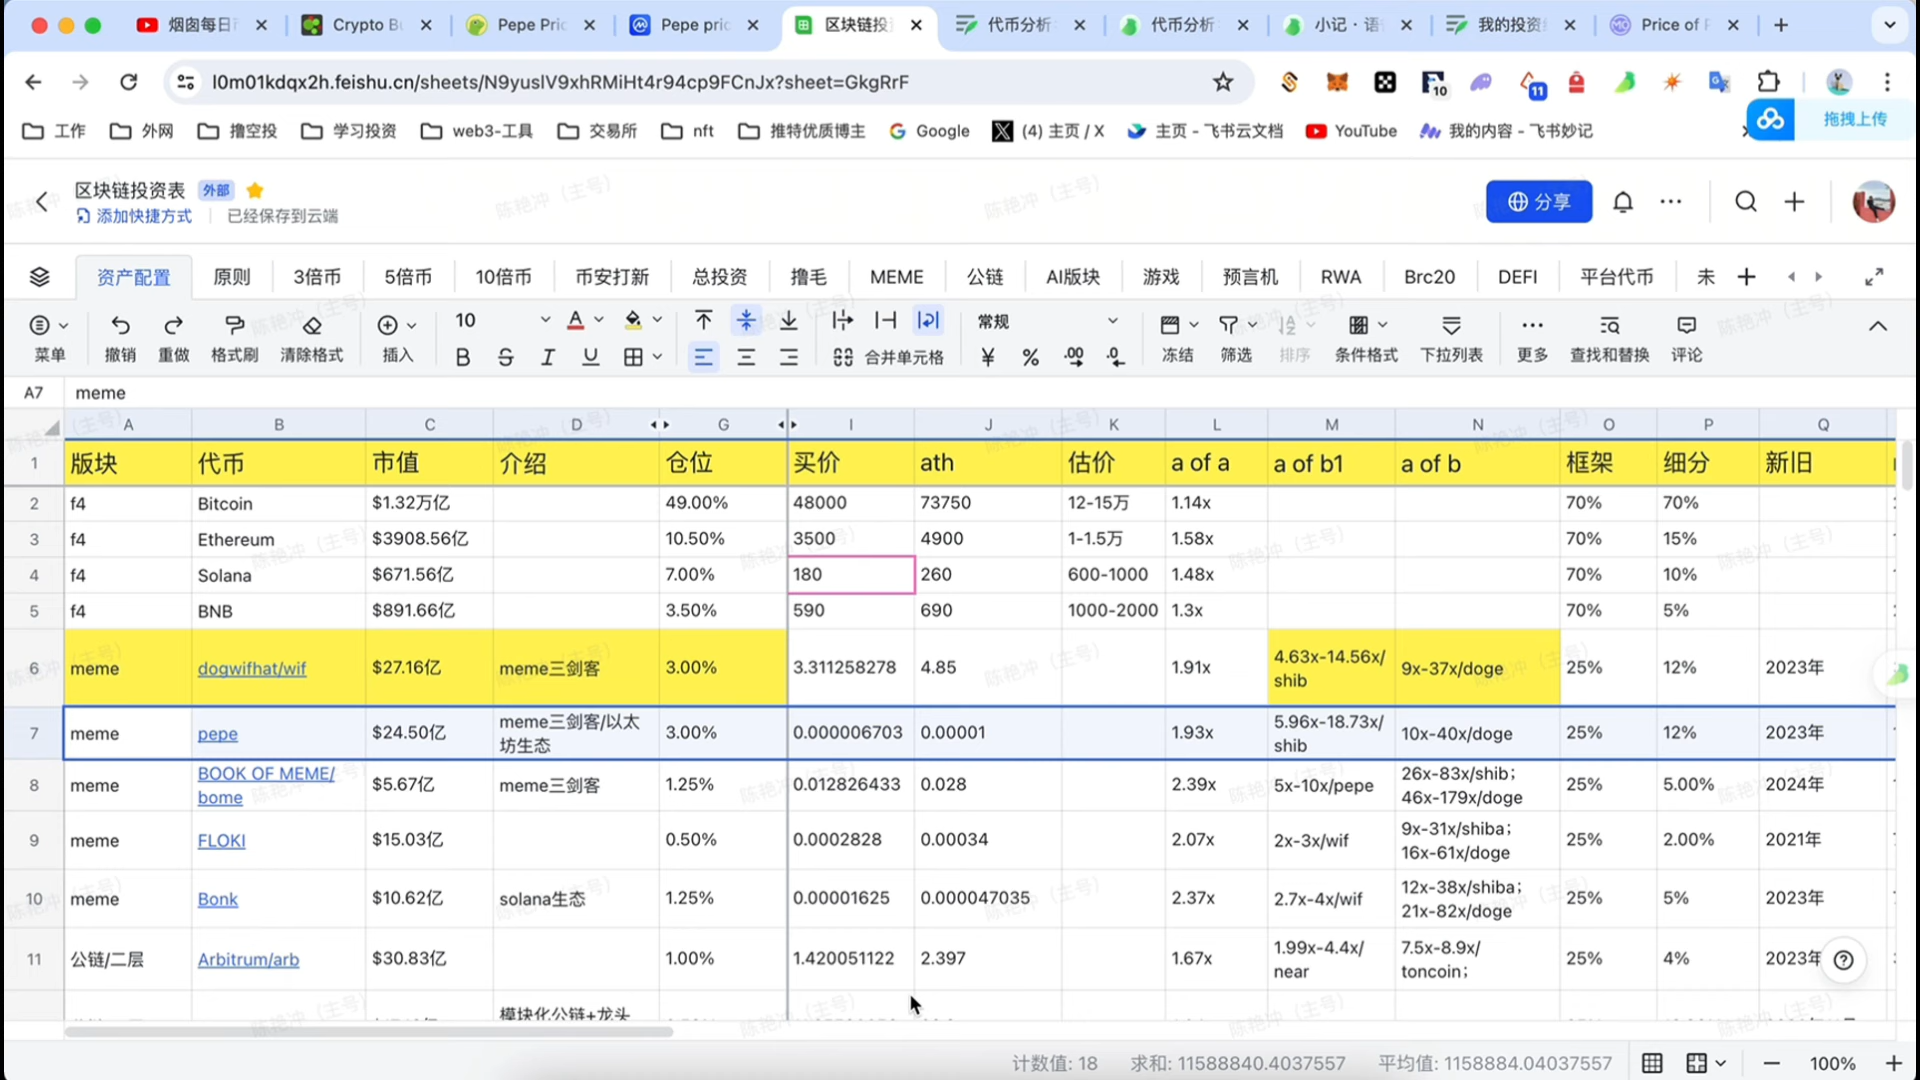 烟囱每日
Crypto B
Pepe Pric
Pepe pric
区块链投
代币分析
代币分析
小记 · 语
我的投资
Price of P
l0m01kdqx2h.feishu.cn/sheets/N9yuslV9xhRMiHt4r94cp9FCnJx?sheet=GkgRrF
10
11
工作
外网
撸空投
学习投资
web3-工具
交易所
nft
推特优质博主
Google
(4) 主页 / X
主页 - 飞书云文档
YouTube
我的内容 - 飞书妙记
拖拽上传
区块链投资表 外部
添加快捷方式 已经保存到云端
分享
资产配置 原则 3倍币 5倍币 10倍币 币安打新 总投资 撸毛 MEME 公链 AI版块 游戏 预言机 RWA Brc20 DEFI 平台代币 未
10 A 常规
菜单 撤销 重做 格式刷 清除格式 插入 B S I U 合并单元格 ¥ % .00 .0 冻结 筛选 排序 条件格式 下拉列表 更多 查找和替换 评论
A7 meme
A B C D G I J K L M N O P Q
1 版块 代币 市值 介绍 仓位 买价 ath 估价 a of a a of b1 a of b 框架 细分 新旧
2 f4 Bitcoin $1.32万亿 49.00% 48000 73750 12-15万 1.14x 70% 70%
3 f4 Ethereum $3908.56亿 10.50% 3500 4900 1-1.5万 1.58x 70% 15%
4 f4 Solana $671.56亿 7.00% 180 260 600-1000 1.48x 70% 10%
5 f4 BNB $891.66亿 3.50% 590 690 1000-2000 1.3x 70% 5%
6 meme dogwifhat/wif $27.16亿 meme三剑客 3.00% 3.311258278 4.85 1.91x 4.63x-14.56x/shib 9x-37x/doge 25% 12% 2023年
7 meme pepe $24.50亿 meme三剑客/以太坊生态 3.00% 0.000006703 0.00001 1.93x 5.96x-18.73x/shib 10x-40x/doge 25% 12% 2023年
8 meme BOOK OF MEME/bome $5.67亿 meme三剑客 1.25% 0.012826433 0.028 2.39x 5x-10x/pepe 26x-83x/shib；46x-179x/doge 25% 5.00% 2024年
9 meme FLOKI $15.03亿 0.50% 0.0002828 0.00034 2.07x 2x-3x/wif 9x-31x/shiba；16x-61x/doge 25% 2.00% 2021年
10 meme Bonk $10.62亿 solana生态 1.25% 0.00001625 0.000047035 2.37x 2.7x-4x/wif 12x-38x/shiba；21x-82x/doge 25% 5% 2023年
11 公链/二层 Arbitrum/arb $30.83亿 1.00% 1.420051122 2.397 1.67x 1.99x-4.4x/near 7.5x-8.9x/toncoin； 25% 4% 2023年
模块化公链+龙头
计数值: 18 求和: 11588840.4037557 平均值: 1158884.04037557 100%
陈艳冲（主号）